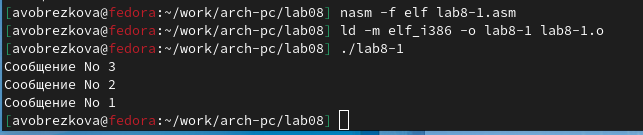 [avobrezkova@fedora:~/work/arch-pc/lab08] nasm -f elf lab8-1.asm
[avobrezkova@fedora:~/work/arch-pc/lab08] ld -m elf_i386 -o lab8-1 lab8-1.o
[avobrezkova@fedora:~/work/arch-pc/lab08] ./lab8-1
Сообщение No 3
Сообщение No 2
Сообщение No 1
[avobrezkova@fedora:~/work/arch-pc/lab08]